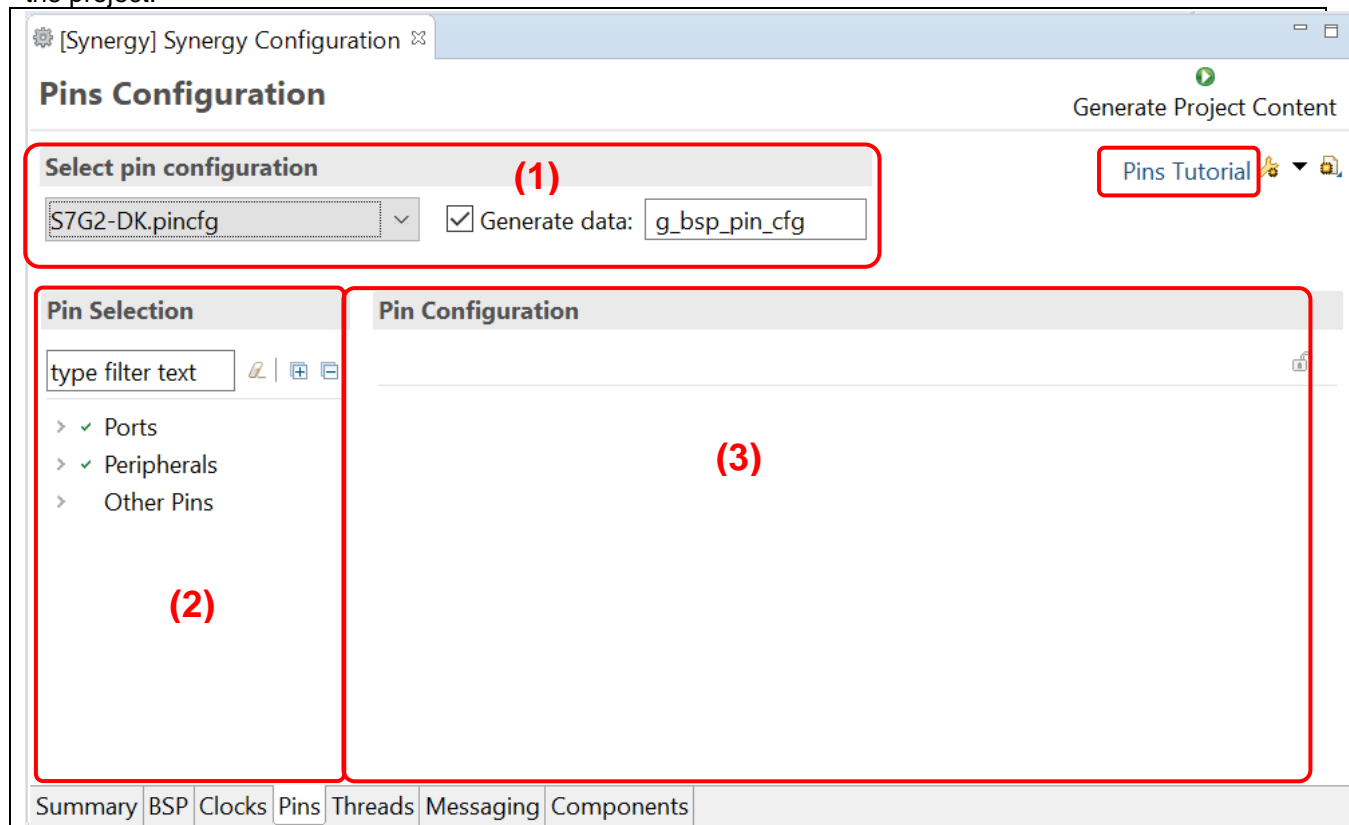 the project.
[Synergy] Synergy Configuration
Pins Configuration
Generate Project Content
Select pin configuration
(1)
Pins Tutorial
S7G2-DK.pincfg
Generate data: g_bsp_pin_cfg
Pin Selection
Pin Configuration
type filter text
Ports
Peripherals
Other Pins
(2)
(3)
Summary BSP Clocks Pins Threads Messaging Components